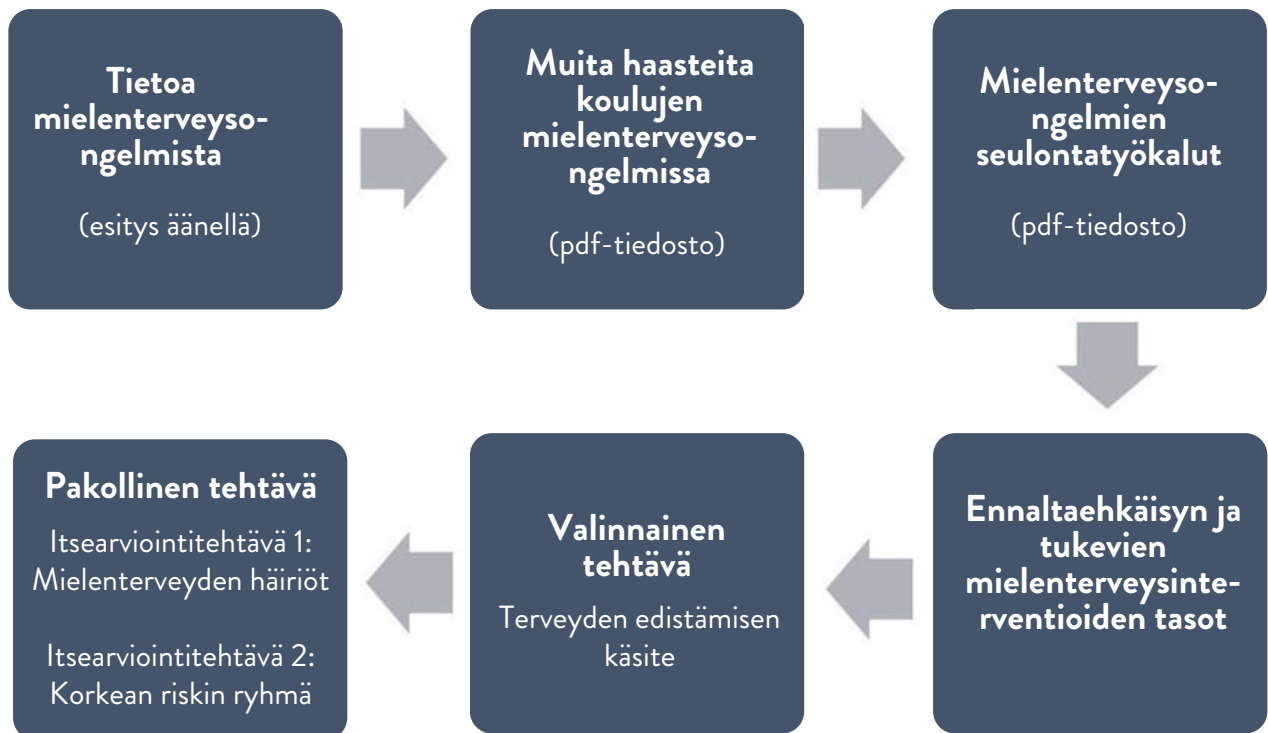 Tietoa
mielenterveyso-
ngelmista
(esitys äänellä)
Muita haasteita
koulujen
mielenterveyso-
ngelmissa
(pdf-tiedosto)
Mielenterveyso-
ngelmien
seulontatyökalut
(pdf-tiedosto)
Ennaltaehkäisyn ja
tukevien
mielenterveysinte-
rventioiden tasot
Valinnainen
tehtävä
Terveyden edistämisen
käsite
Pakollinen tehtävä
Itsearviointitehtävä 1:
Mielenterveyden häiriöt
Itsearviointitehtävä 2:
Korkean riskin ryhmä